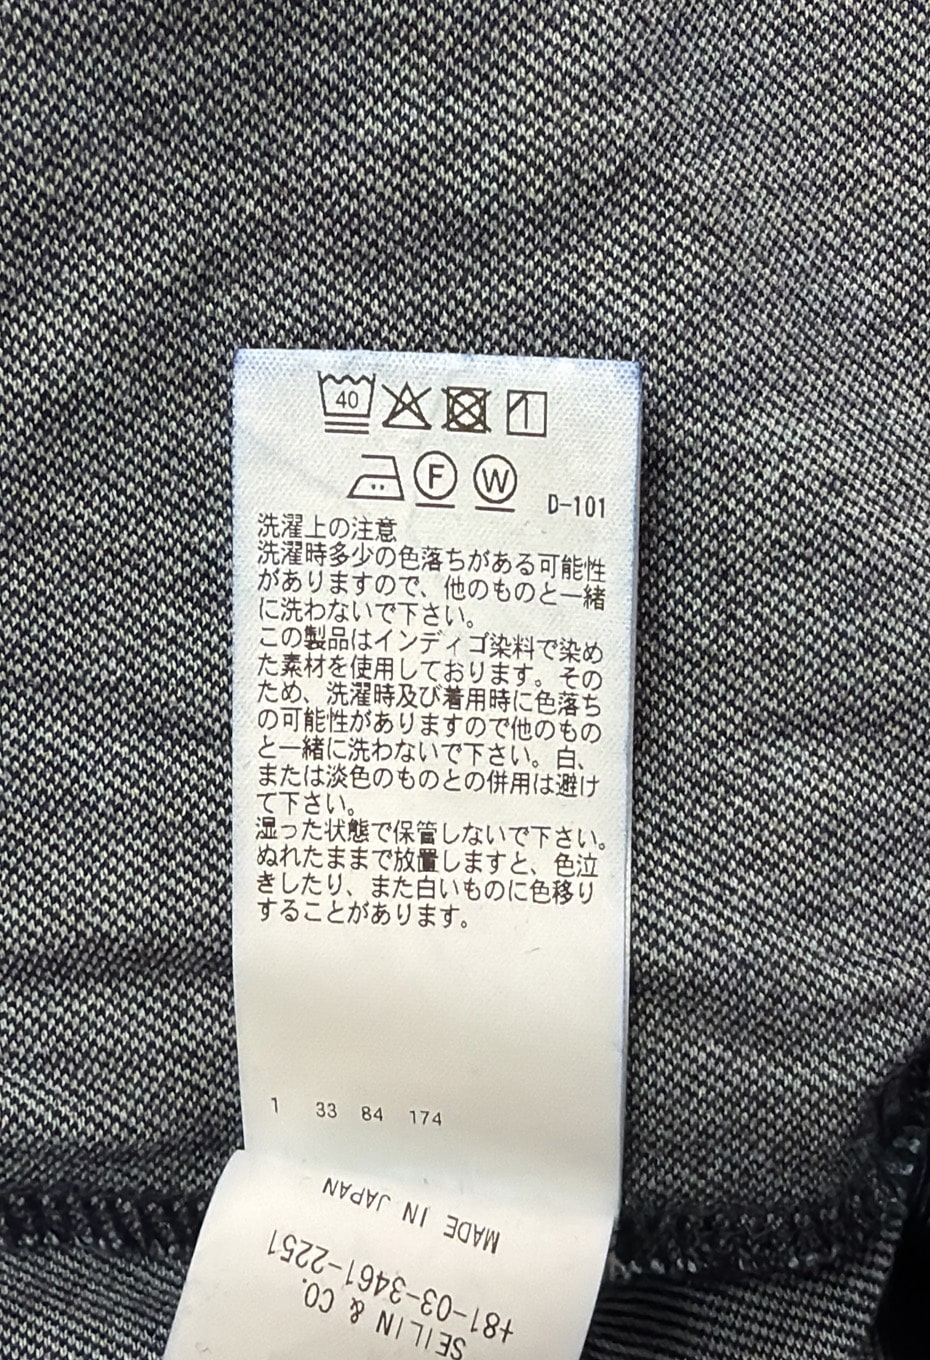 40
F W D-101
洗濯上の注意
洗濯時多少の色落ちがある可能性
がありますので、他のものと一緒
に洗わないで下さい。
この製品はインディゴ染料で染め
た素材を使用しております。その
ため、洗濯時及び着用時に色落ち
の可能性がありますので他のもの
と一緒に洗わないで下さい。白、
または淡色のものとの併用は避け
て下さい。
湿った状態で保管しないで下さい。
ぬれたままで放置しますと、色泣
きしたり、また白いものに色移り
することがあります。
1 33 84 174
SEILIN & CO.
+81-03-3461-2251
MADE IN JAPAN